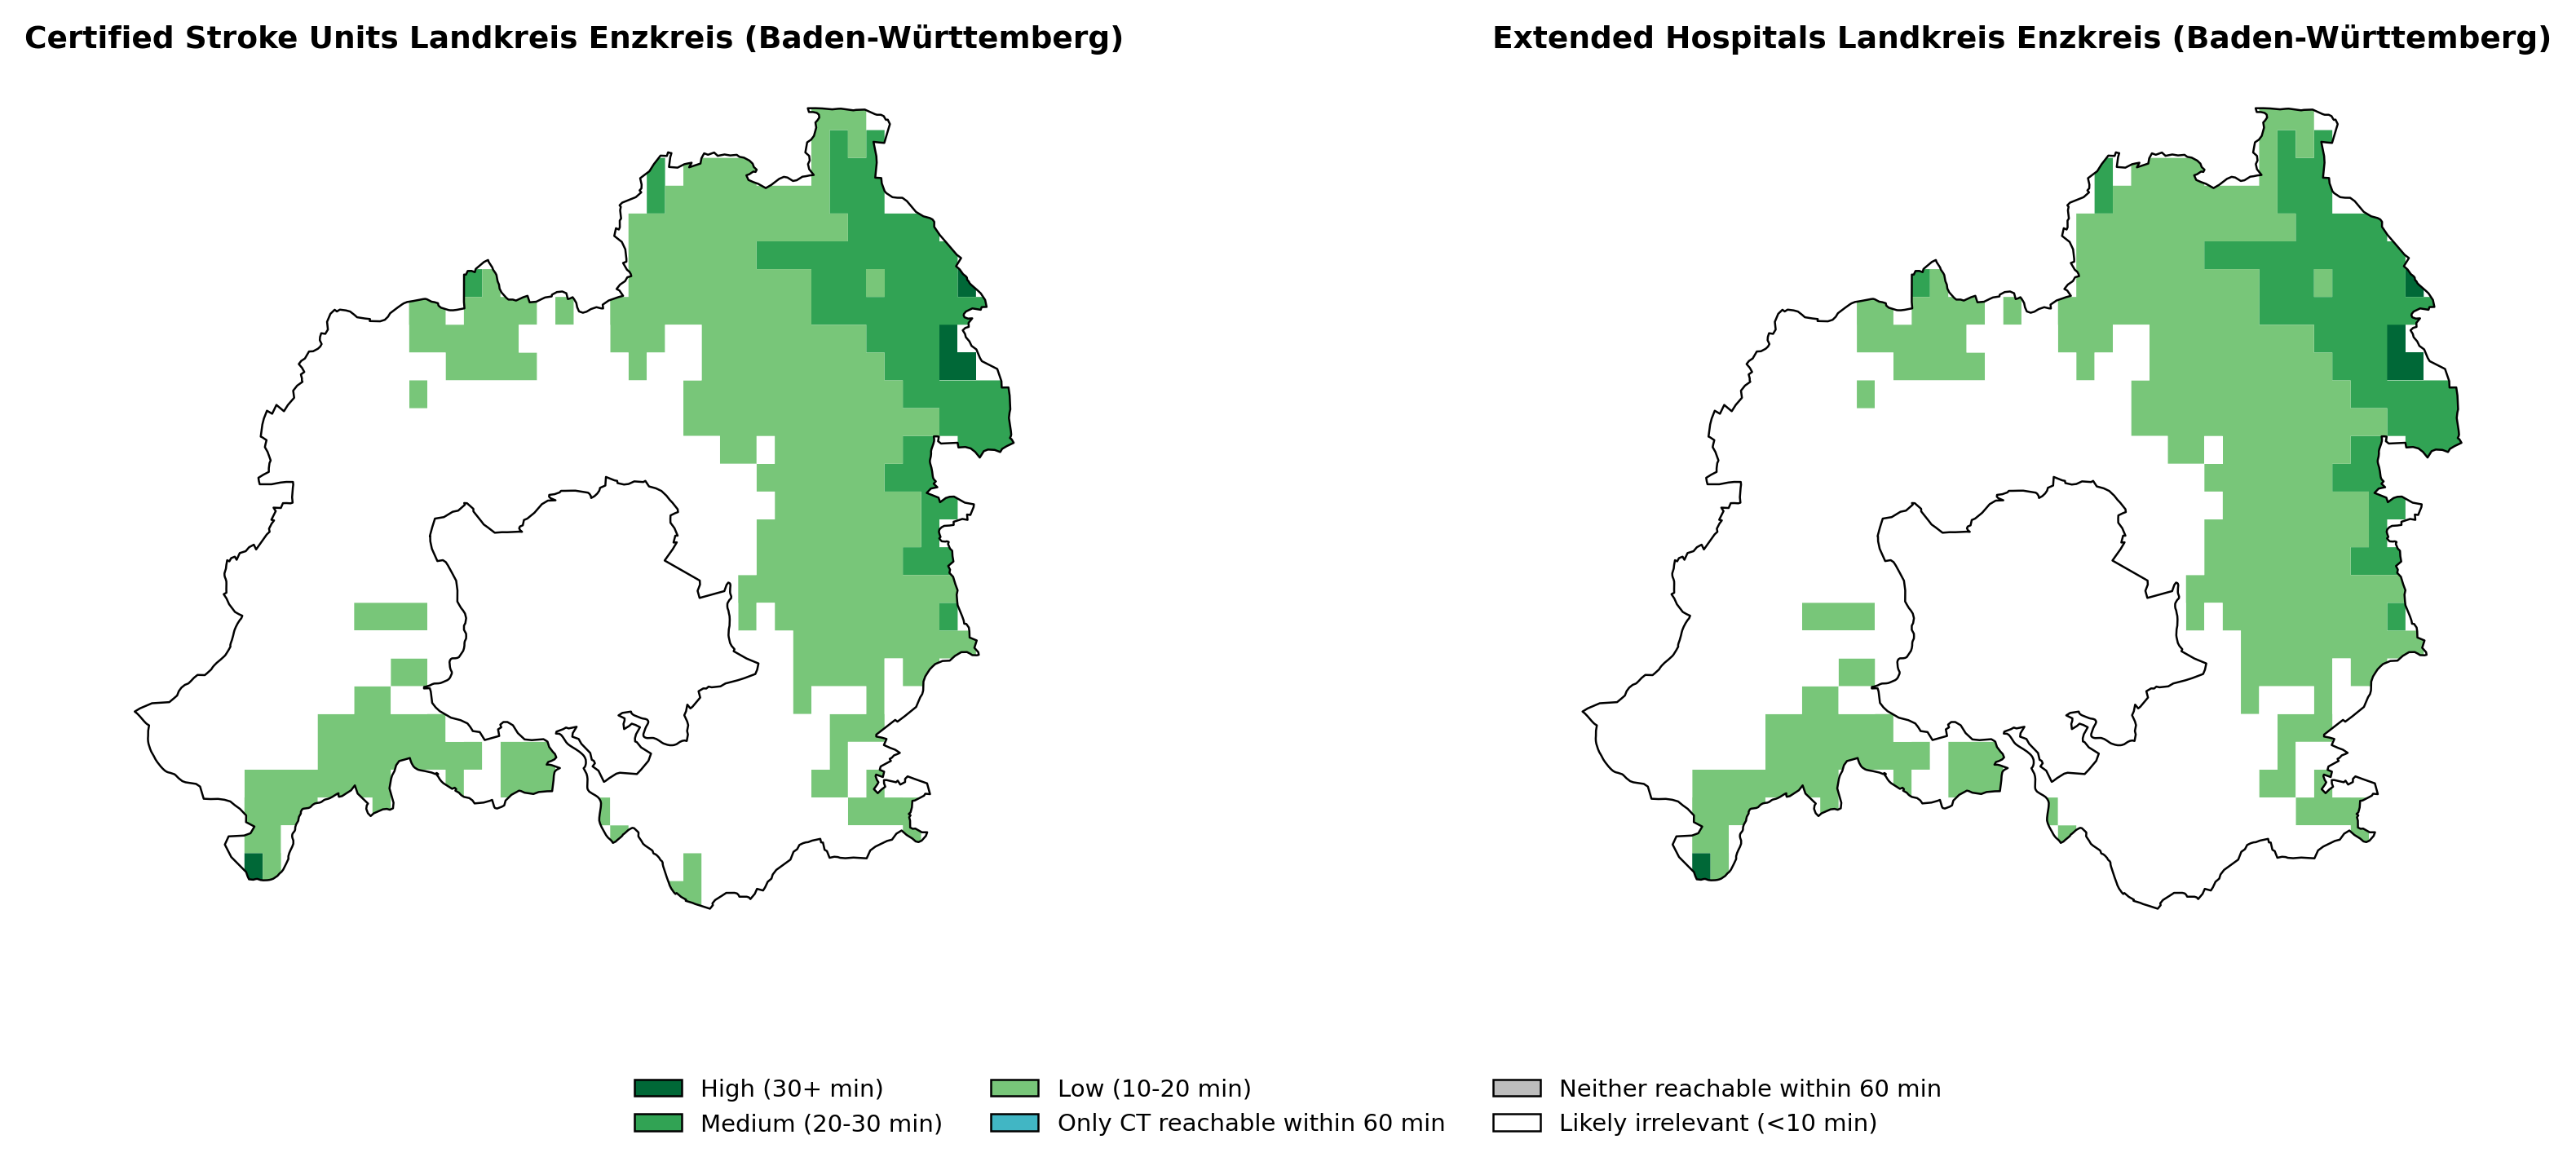 Certified Stroke Units Landkreis Enzkreis (Baden-Württemberg)
Extended Hospitals Landkreis Enzkreis (Baden-Württemberg)
High (30+ min)
Medium (20-30 min)
Low (10-20 min)
Only CT reachable within 60 min
Neither reachable within 60 min
Likely irrelevant (<10 min)